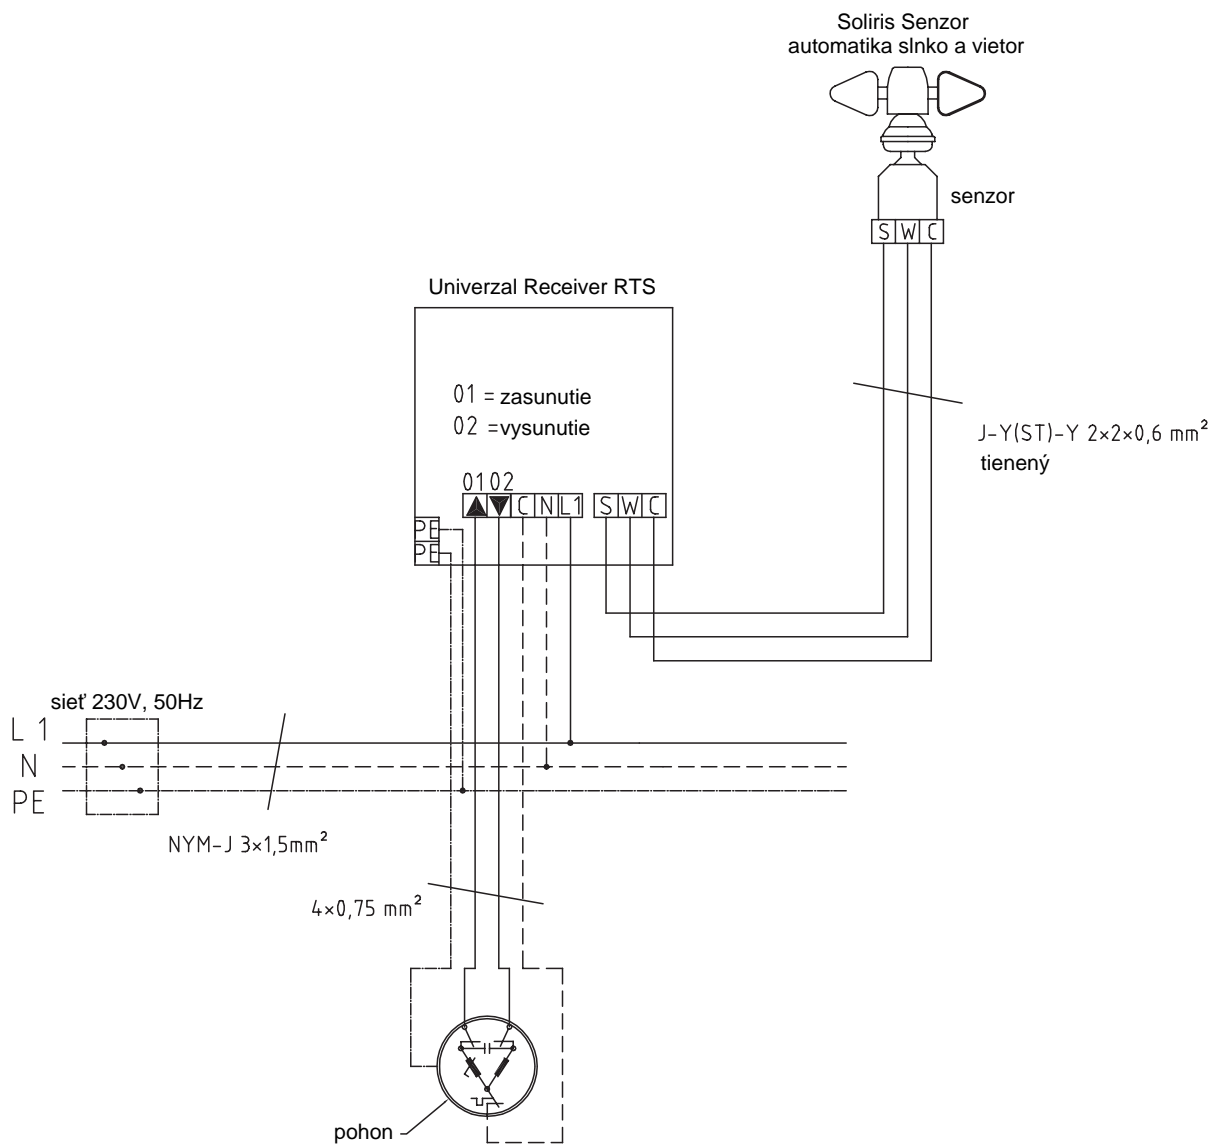 Soliris Senzor
automatika slnko a vietor
senzor
S W C
Univerzal Receiver RTS
01 = zasunutie
02 =vysunutie
J-Y(ST)-Y 2×2×0,6 mm²
tienený
01 02
C N L1 S W C
PE
PE
sieť 230V, 50Hz
L 1
N
PE
NYM-J 3×1,5mm²
4×0,75 mm²
pohon